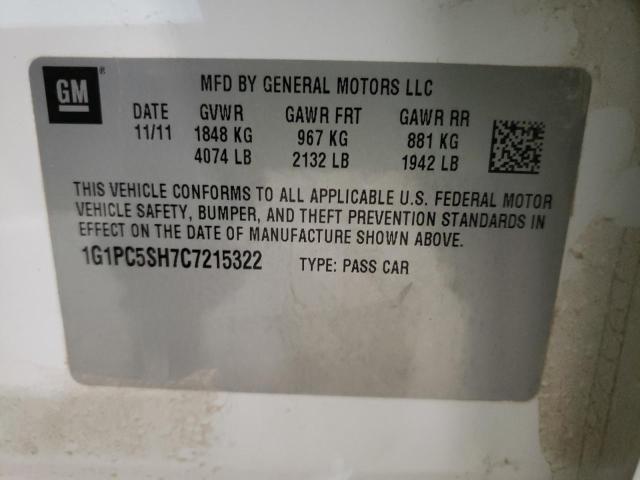 GM ®
MFD BY GENERAL MOTORS LLC
DATE GVWR GAWR FRT GAWR RR
11/11 1848 KG 967 KG 881 KG
4074 LB 2132 LB 1942 LB
THIS VEHICLE CONFORMS TO ALL APPLICABLE U.S. FEDERAL MOTOR
VEHICLE SAFETY, BUMPER, AND THEFT PREVENTION STANDARDS IN
EFFECT ON THE DATE OF MANUFACTURE SHOWN ABOVE.
1G1PC5SH7C7215322 TYPE: PASS CAR